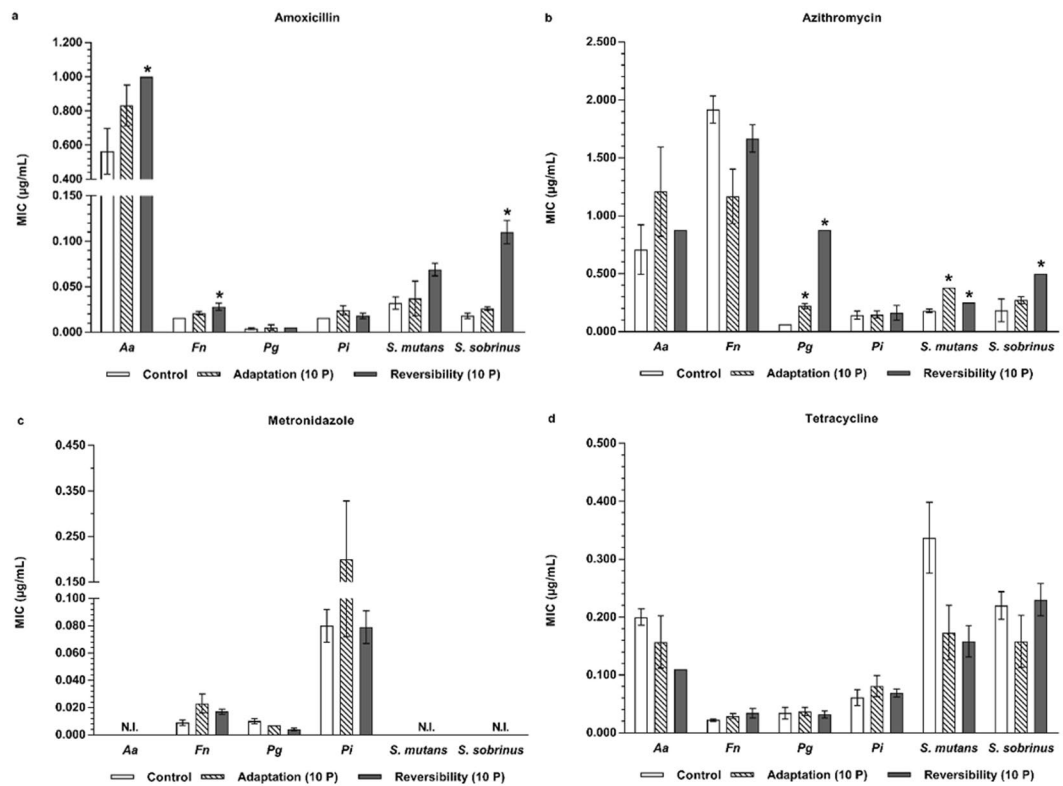 a
Amoxicillin
1.200
1.000
0.800
0.600
0.400
0.150
0.100
0.050
0.000
MIC (µg/mL)
*
*
*
Aa Fn Pg Pi S. mutans S. sobrinus
Control Adaptation (10 P) Reversibility (10 P)
b
Azithromycin
2.500
2.000
1.500
1.000
0.500
0.000
MIC (µg/mL)
*
*
*
*
*
Aa Fn Pg Pi S. mutans S. sobrinus
Control Adaptation (10 P) Reversibility (10 P)
c
Metronidazole
0.450
0.350
0.250
0.150
0.100
0.080
0.060
0.040
0.020
0.000
MIC (µg/mL)
N.I. N.I. N.I.
Aa Fn Pg Pi S. mutans S. sobrinus
Control Adaptation (10 P) Reversibility (10 P)
d
Tetracycline
0.500
0.400
0.300
0.200
0.100
0.000
MIC (µg/mL)
Aa Fn Pg Pi S. mutans S. sobrinus
Control Adaptation (10 P) Reversibility (10 P)